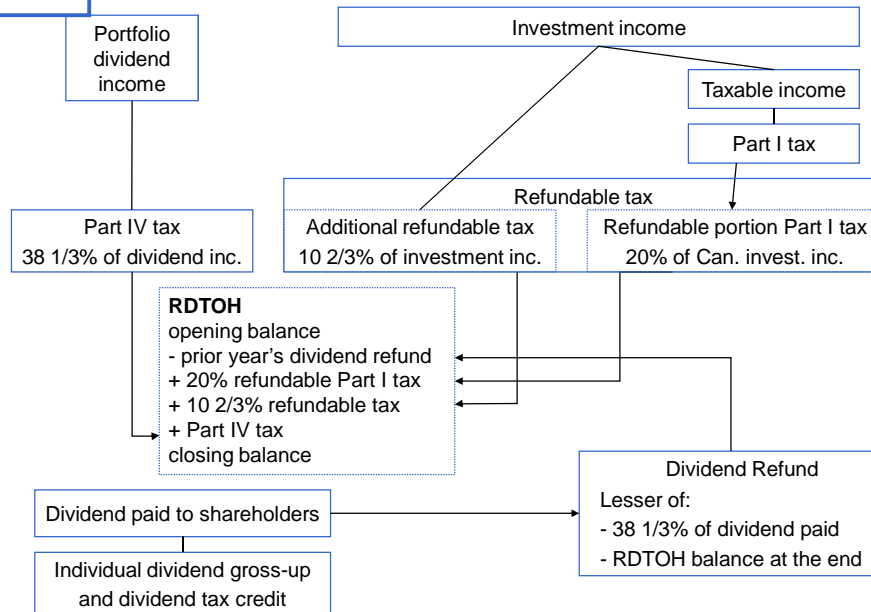 Portfolio
dividend
income
Investment income
Taxable income
Part I tax
Refundable tax
Part IV tax
38 1/3% of dividend inc.
Additional refundable tax
10 2/3% of investment inc.
Refundable portion Part I tax
20% of Can. invest. inc.
RDTOH
opening balance
- prior year's dividend refund
+ 20% refundable Part I tax
+ 10 2/3% refundable tax
+ Part IV tax
closing balance
Dividend Refund
Lesser of:
- 38 1/3% of dividend paid
- RDTOH balance at the end
Dividend paid to shareholders
Individual dividend gross-up
and dividend tax credit